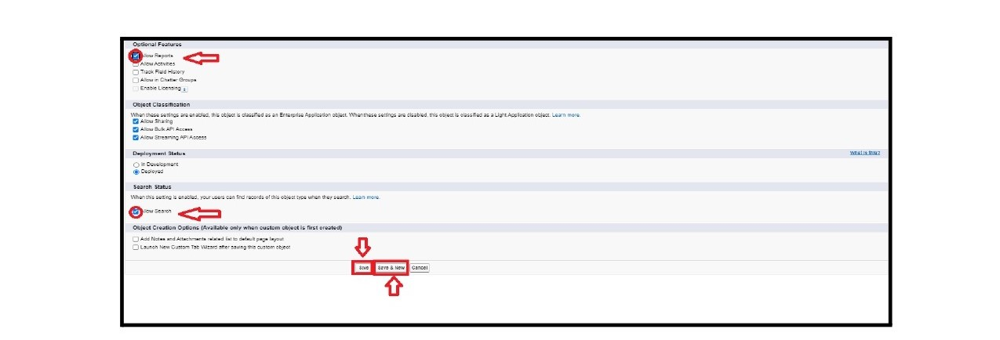 Optional Features
Allow Reports
Allow Activities
Track Field History
Allow in Chatter Groups
Enable Licensing i
Object Classification
When these settings are enabled, this object is classified as an Enterprise Application object. Whenthese settings are disabled, this object is classified as a Light Application object. Learn more.
Allow Sharing
Allow Bulk API Access
Allow Streaming API Access
Deployment Status What is this?
In Development
Deployed
Search Status
When this setting is enabled, your users can find records of this object type when they search. Learn more.
Allow Search
Object Creation Options (Available only when custom object is first created)
Add Notes and Attachments related list to default page layout
Launch New Custom Tab Wizard after saving this custom object
Save Save & New Cancel